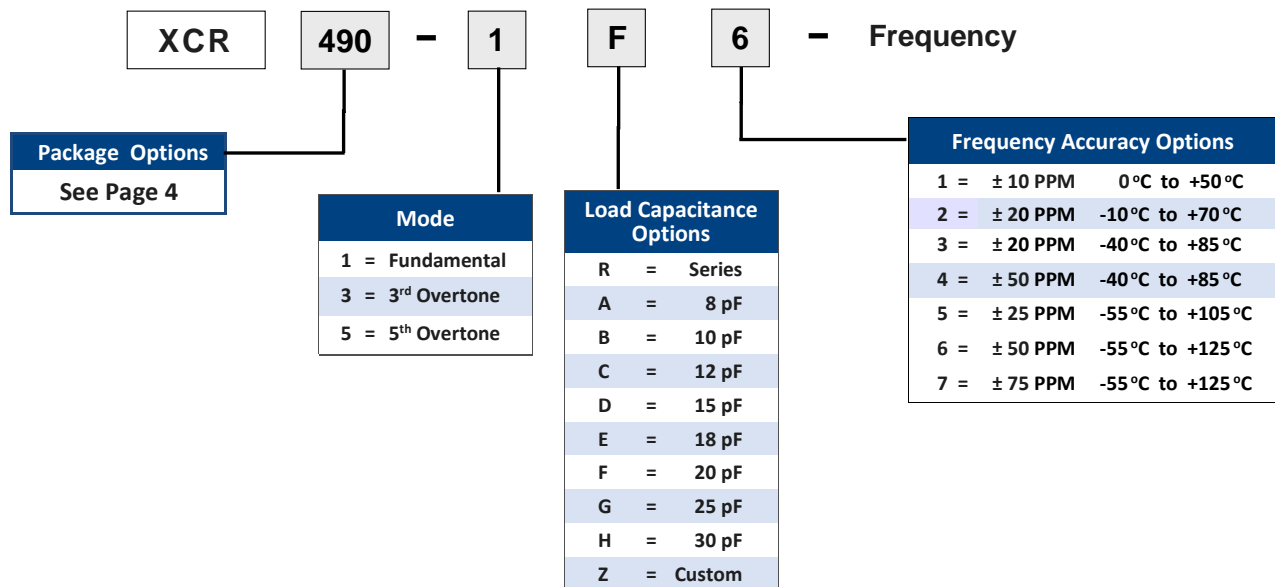 XCR 490 - 1 F 6 - Frequency
Package Options
See Page 4
Mode
1 = Fundamental
3 = 3rd Overtone
5 = 5th Overtone
Load Capacitance
Options
R = Series
A = 8 pF
B = 10 pF
C = 12 pF
D = 15 pF
E = 18 pF
F = 20 pF
G = 25 pF
H = 30 pF
Z = Custom
Frequency Accuracy Options
1 = ± 10 PPM 0 °C to +50 °C
2 = ± 20 PPM -10 °C to +70 °C
3 = ± 20 PPM -40 °C to +85 °C
4 = ± 50 PPM -40 °C to +85 °C
5 = ± 25 PPM -55 °C to +105 °C
6 = ± 50 PPM -55 °C to +125 °C
7 = ± 75 PPM -55 °C to +125 °C